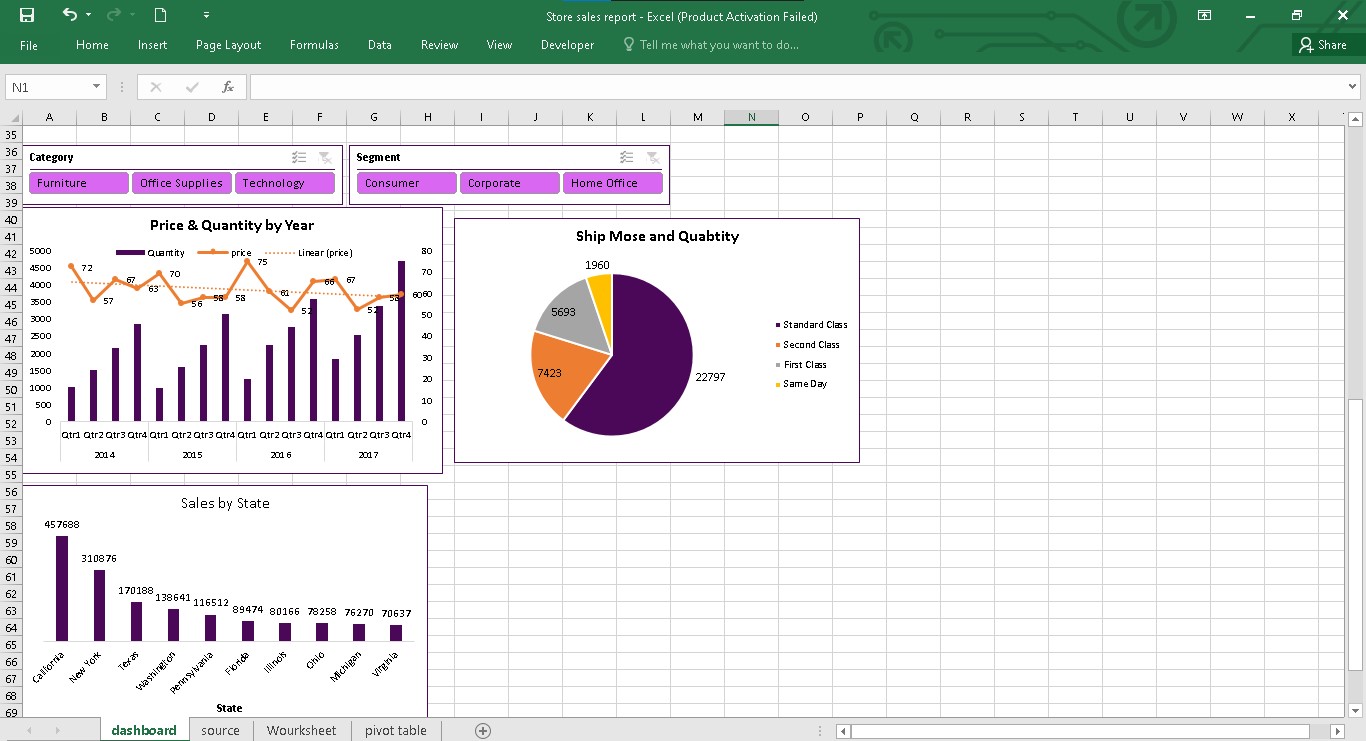 Store sales report - Excel (Product Activation Failed)
File Home Insert Page Layout Formulas Data Review View Developer Tell me what you want to do... Share
N1 fx
A B C D E F G H I J K L M N O P Q R S T U V W X
35
36
37
38
39
40
41
42
43
44
45
46
47
48
49
50
51
52
53
54
55
56
57
58
59
60
61
62
63
64
65
66
67
68
69
Category
Furniture Office Supplies Technology
Segment
Consumer Corporate Home Office
Price & Quantity by Year
Quantity price Linear (price)
5000
4500
4000
3500
3000
2500
2000
1500
1000
500
0
72 57 67 63 70 56 58 58 75 61 52 66 67 52 58 60
80
70
60
50
40
30
20
10
0
Qtr1 Qtr2 Qtr3 Qtr4 Qtr1 Qtr2 Qtr3 Qtr4 Qtr1 Qtr2 Qtr3 Qtr4 Qtr1 Qtr2 Qtr3 Qtr4
2014 2015 2016 2017
Ship Mose and Quabtity
1960
5693
7423
22797
Standard Class
Second Class
First Class
Same Day
Sales by State
457688 310876 170188 138641 116512 89474 80166 78258 76270 70637
California New York Texas Washington Pennsylvania Florida Illinois Ohio Michigan Virginia
State
dashboard source Wourksheet pivot table